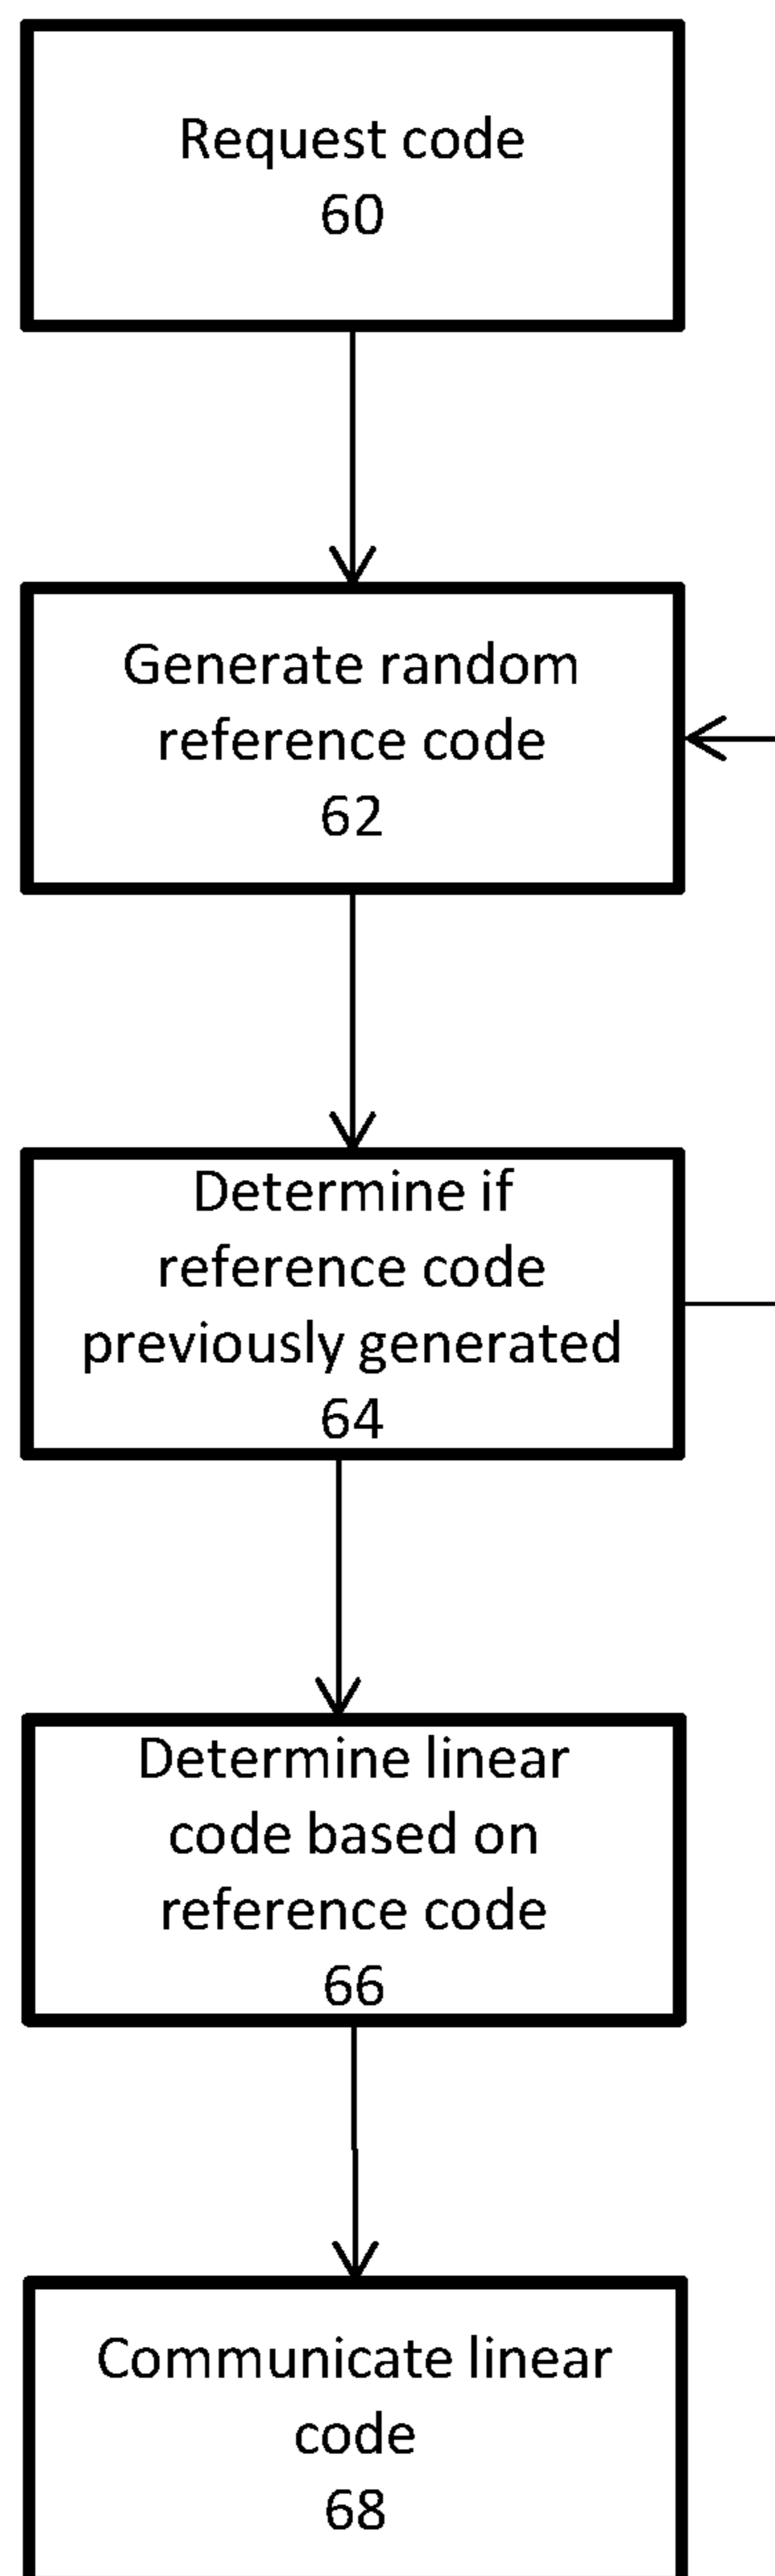 Request code
60
Generate random
reference code
62
Determine if
reference code
previously generated
64
Determine linear
code based on
reference code
66
Communicate linear
code
68